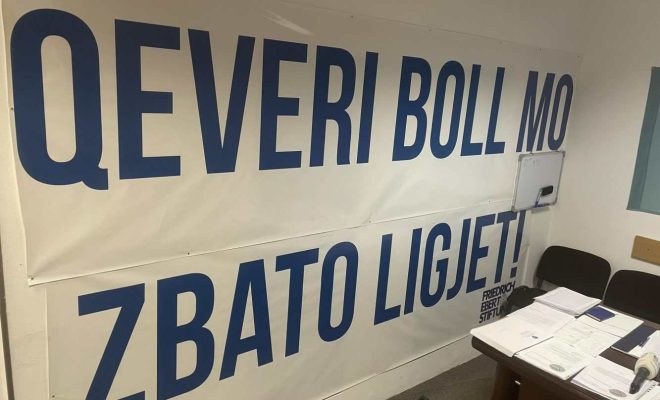 QEVERI BOLL MO
ZBATO LIGJET!
FRIEDRICH
EBERT
STIFTUNG